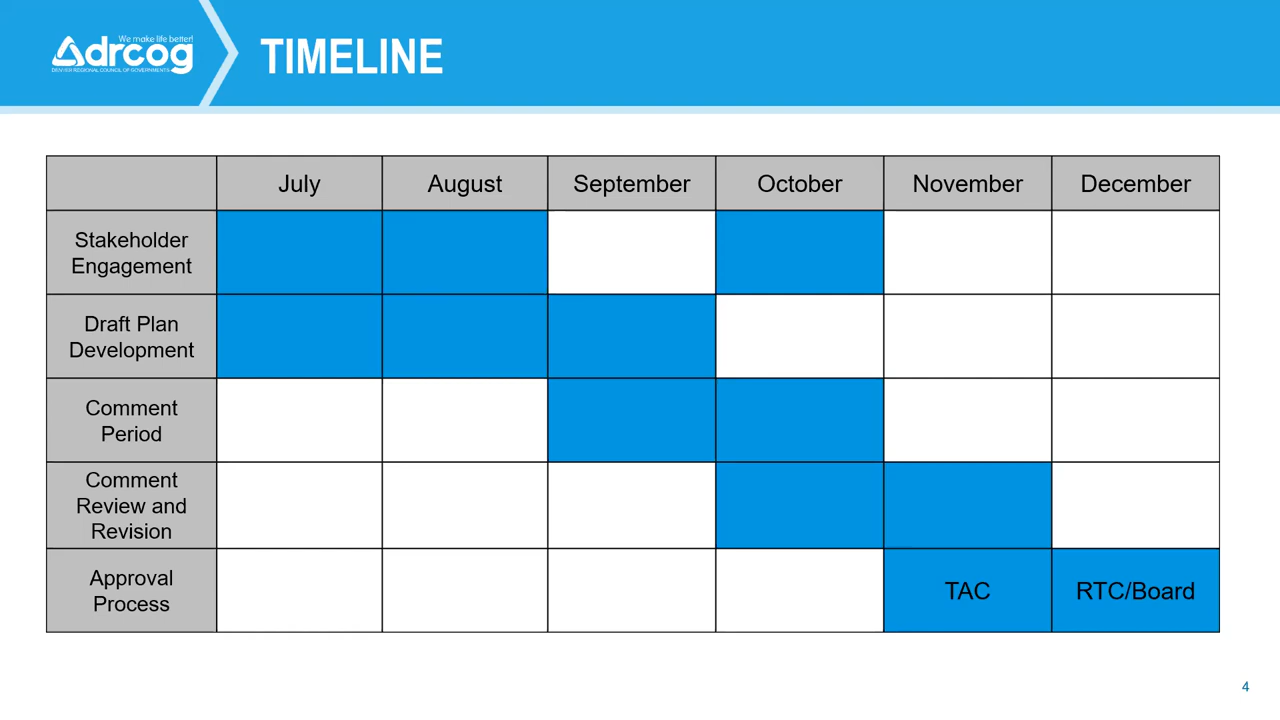 We make life better!
drcog
DENVER REGIONAL COUNCIL OF GOVERNMENTS
TIMELINE
July August September October November December
Stakeholder
Engagement
Draft Plan
Development
Comment
Period
Comment
Review and
Revision
Approval
Process
TAC RTC/Board
4